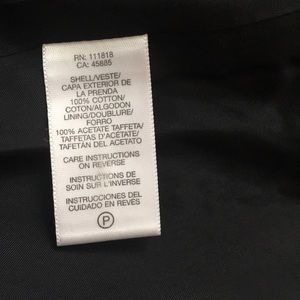 RN: 111818
CA: 45885
SHELL/VESTE/
CAPA EXTERIOR DE
LA PRENDA
100% COTTON/
COTON/ALGODON
LINING/DOUBLURE/
FORRO
100% ACETATE TAFFETA/
TAFFETAS D'ACÉTATE/
TAFETAN DEL ACETATO
CARE INSTRUCTIONS
ON REVERSE
INSTRUCTIONS DE
SOIN SUR L'INVERSE
INSTRUCCIONES DEL
CUIDADO EN REVÉS
P